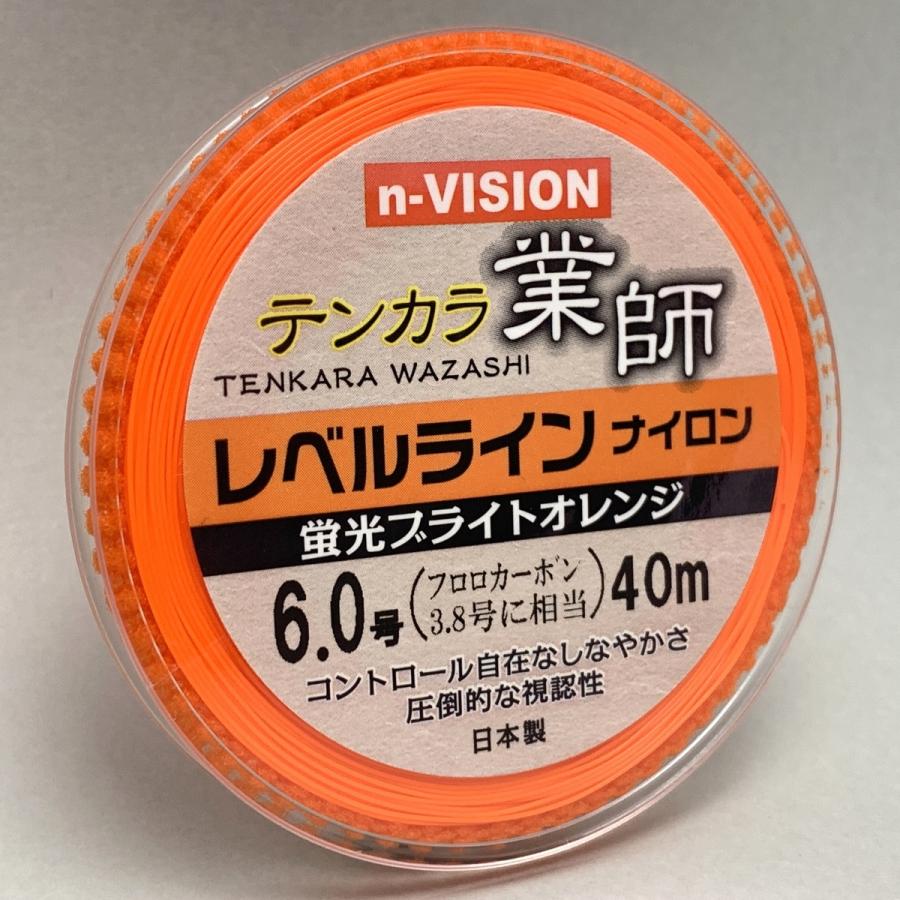 n-VISION
テンカラ 業師
TENKARA WAZASHI
レベルライン ナイロン
蛍光ブライトオレンジ
6.0号(フロロカーボン3.8号に相当)40m
コントロール自在なしなやかさ
圧倒的な視認性
日本製